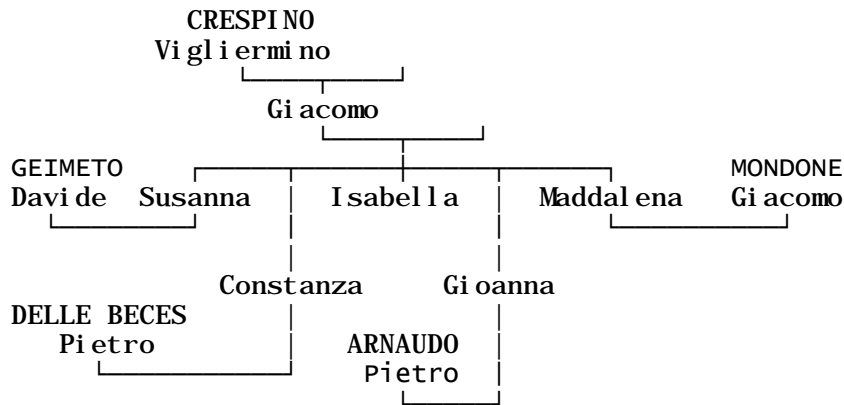 CRESPINO
Vigliermino
Giacomo
GEIMETO MONDONE
Davide Susanna Isabella Maddalena Giacomo
Constanza Gioanna
DELLE BECES
Pietro ARNAUDO
Pietro